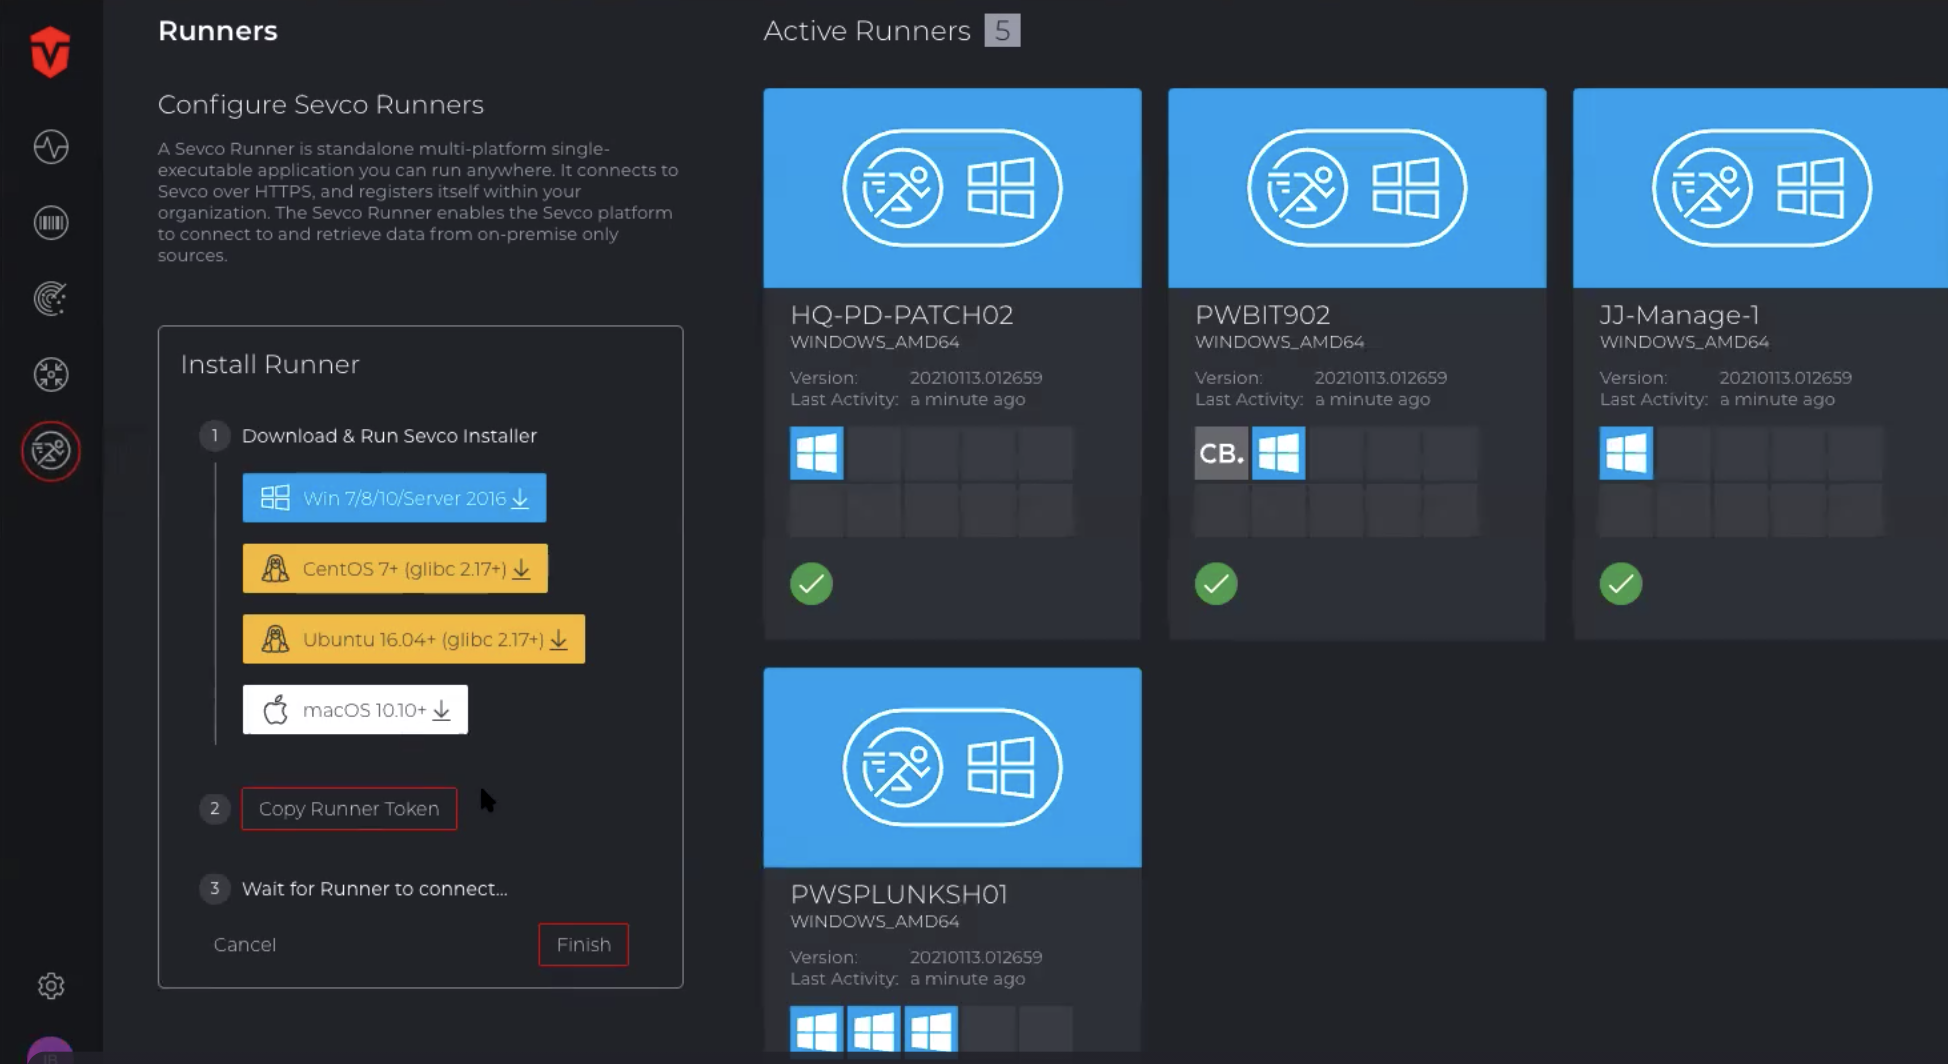 Runners
Configure Sevco Runners
A Sevco Runner is standalone multi-platform single-
executable application you can run anywhere. It connects to
Sevco over HTTPS, and registers itself within your
organization. The Sevco Runner enables the Sevco platform
to connect to and retrieve data from on-premise only
sources.
Install Runner
1 Download & Run Sevco Installer
Win 7/8/10/Server 2016
CentOS 7+ (glibc 2.17+)
Ubuntu 16.04+ (glibc 2.17+)
macOS 10.10+
2 Copy Runner Token
3 Wait for Runner to connect...
Cancel Finish
Active Runners 5
HQ-PD-PATCH02
WINDOWS_AMD64
Version: 20210113.012659
Last Activity: a minute ago
PWBIT902
WINDOWS_AMD64
Version: 20210113.012659
Last Activity: a minute ago
CB.
JJ-Manage-1
WINDOWS_AMD64
Version: 20210113.012659
Last Activity: a minute ago
PWSPLUNKSH01
WINDOWS_AMD64
Version: 20210113.012659
Last Activity: a minute ago